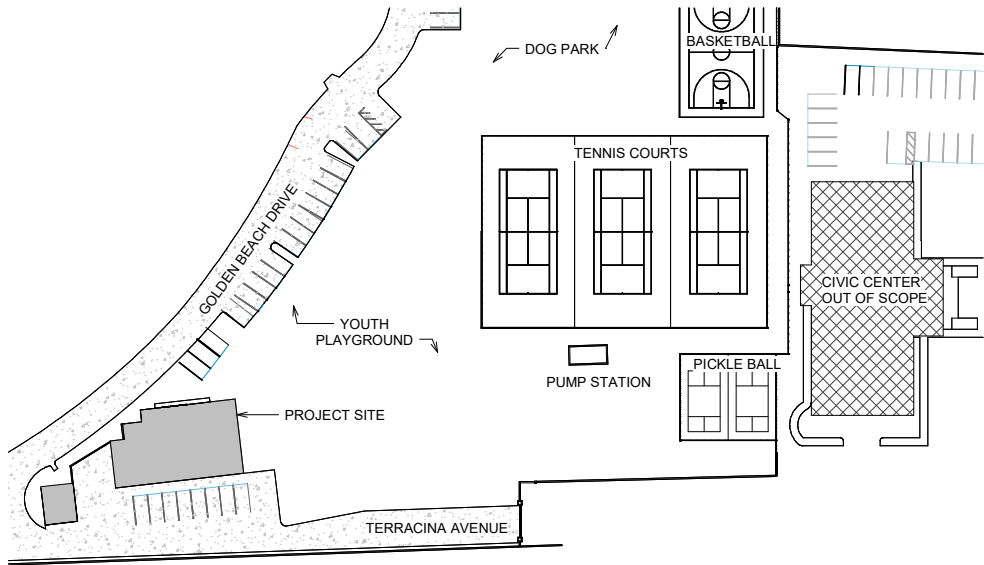 BASKETBALL
DOG PARK
TENNIS COURTS
GOLDEN BEACH DRIVE
CIVIC CENTER
OUT OF SCOPE
YOUTH
PLAYGROUND
PICKLE BALL
PUMP STATION
PROJECT SITE
TERRACINA AVENUE